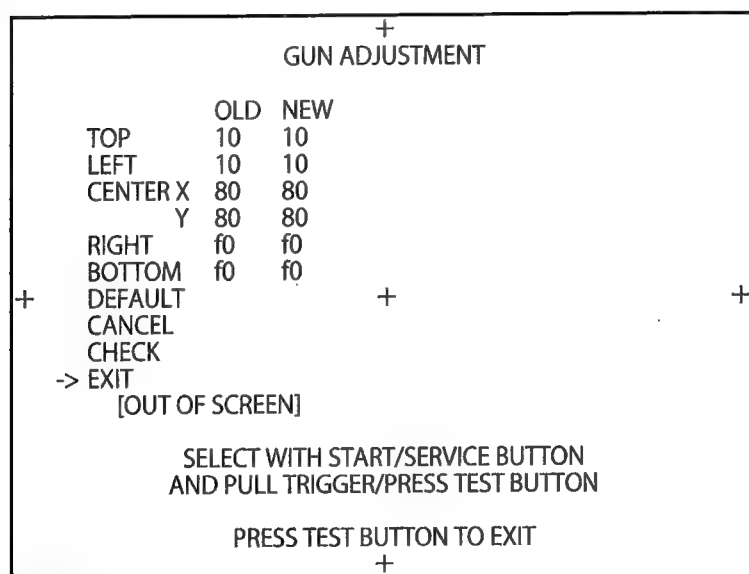 +
GUN ADJUSTMENT
OLD NEW
TOP 10 10
LEFT 10 10
CENTER X 80 80
Y 80 80
RIGHT f0 f0
BOTTOM f0 f0
+ DEFAULT + +
CANCEL
CHECK
-> EXIT
[OUT OF SCREEN]
SELECT WITH START/SERVICE BUTTON
AND PULL TRIGGER/PRESS TEST BUTTON
PRESS TEST BUTTON TO EXIT
+